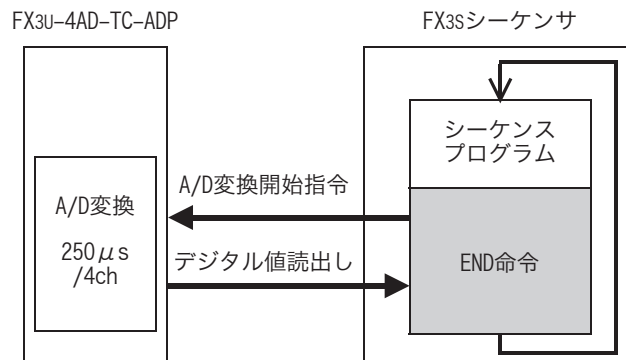 FX3U-4AD-TC-ADP
FX3Sシーケンサ
シーケンス
プログラム
A/D変換開始指令
A/D変換
250μs
/4ch
デジタル値読出し
END命令